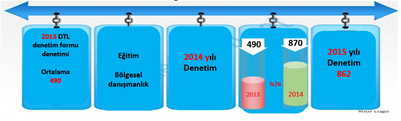 2013 DTL
denetim formu
denetimi
Ortalama
490
Eğitim
Bölgesel
danışmanlık
2014 yılı
Denetim
490
870
%76
2013
2014
2015 yılı
Denetim
862